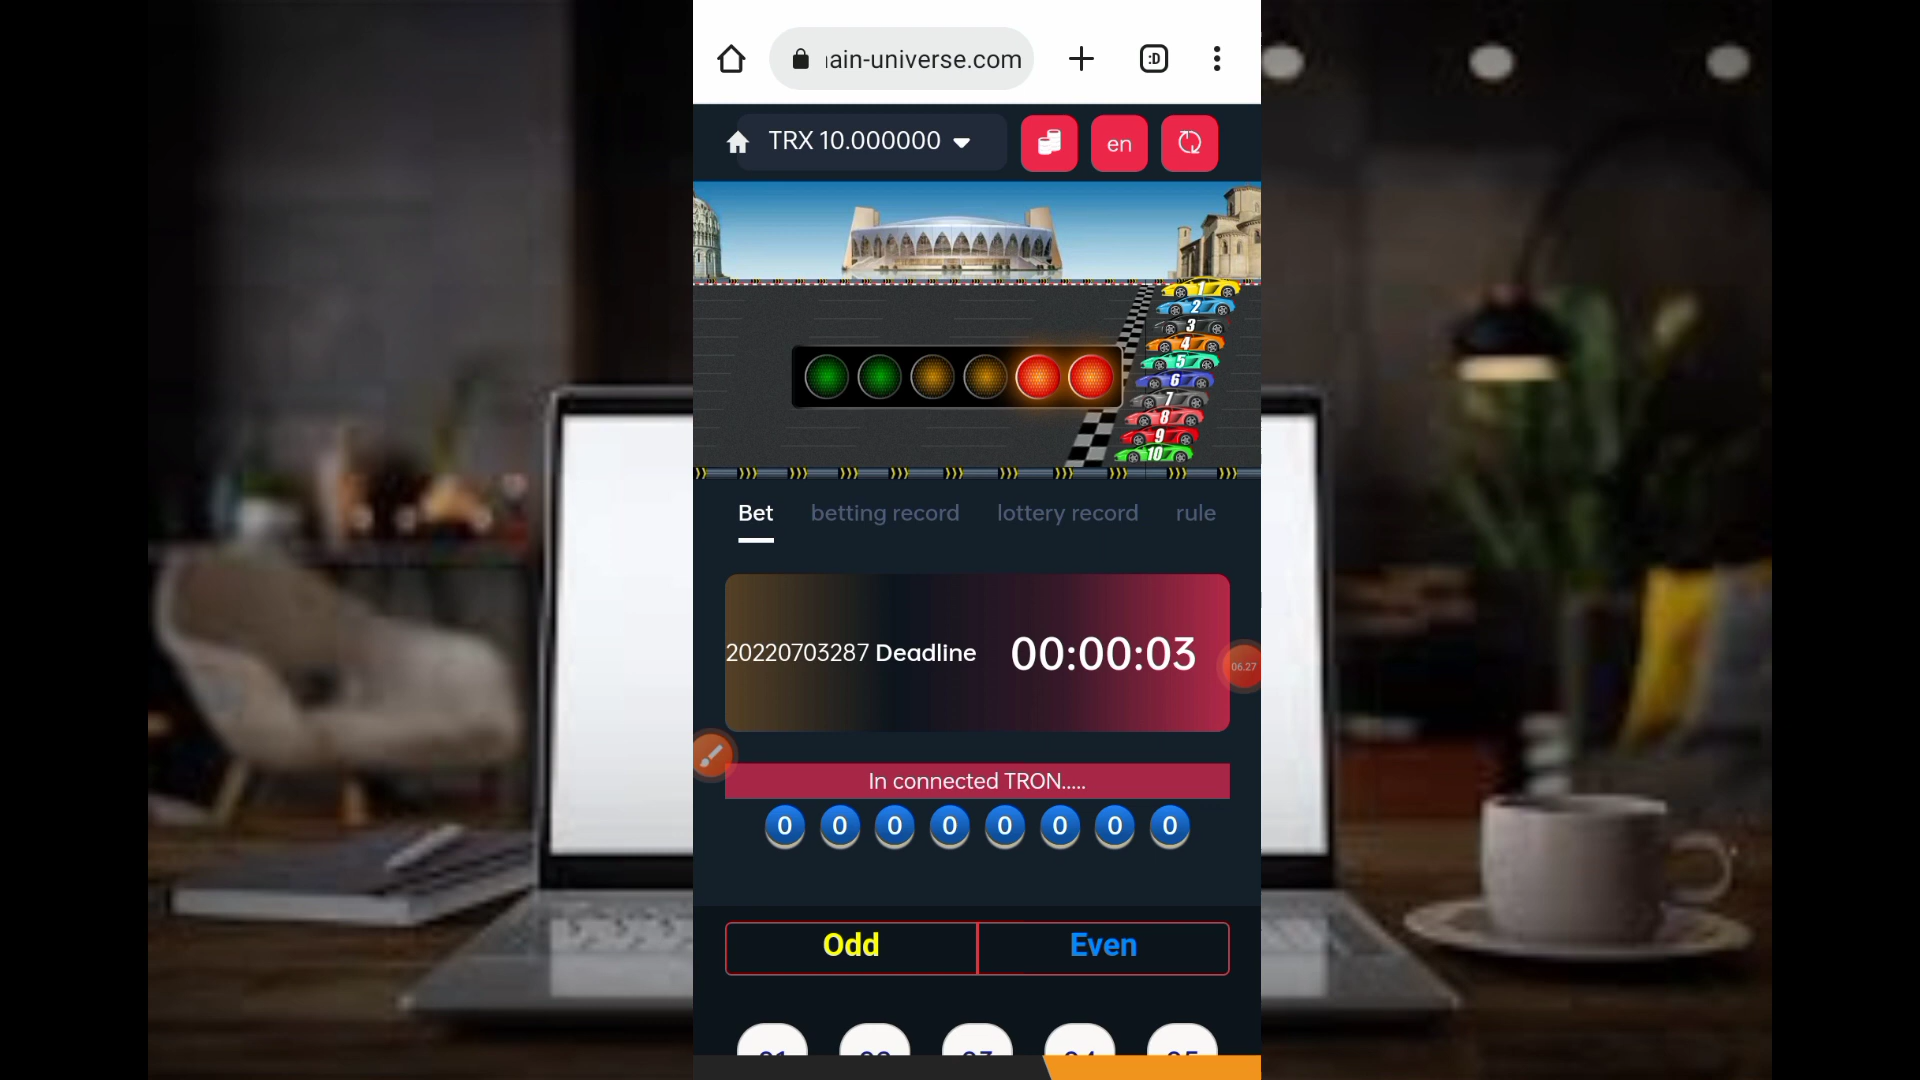 ain-universe.com
:D
TRX 10.000000
en
1
2
3
4
5
6
7
8
9
10
Bet
betting record
lottery record
rule
20220703287 Deadline
00:00:03
06.27
In connected TRON.....
0 0 0 0 0 0 0 0
Odd
Even